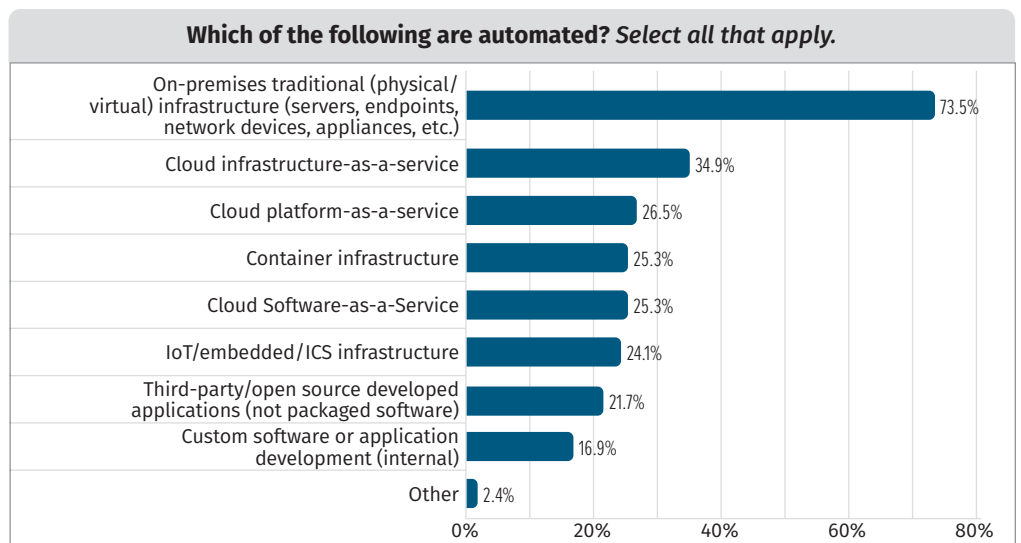 Which of the following are automated? Select all that apply.
On-premises traditional (physical/
virtual) infrastructure (servers, endpoints,
network devices, appliances, etc.)
73.5%
Cloud infrastructure-as-a-service
34.9%
Cloud platform-as-a-service
26.5%
Container infrastructure
25.3%
Cloud Software-as-a-Service
25.3%
IoT/embedded/ICS infrastructure
24.1%
Third-party/open source developed
applications (not packaged software)
21.7%
Custom software or application
development (internal)
16.9%
Other
2.4%
0% 20% 40% 60% 80%